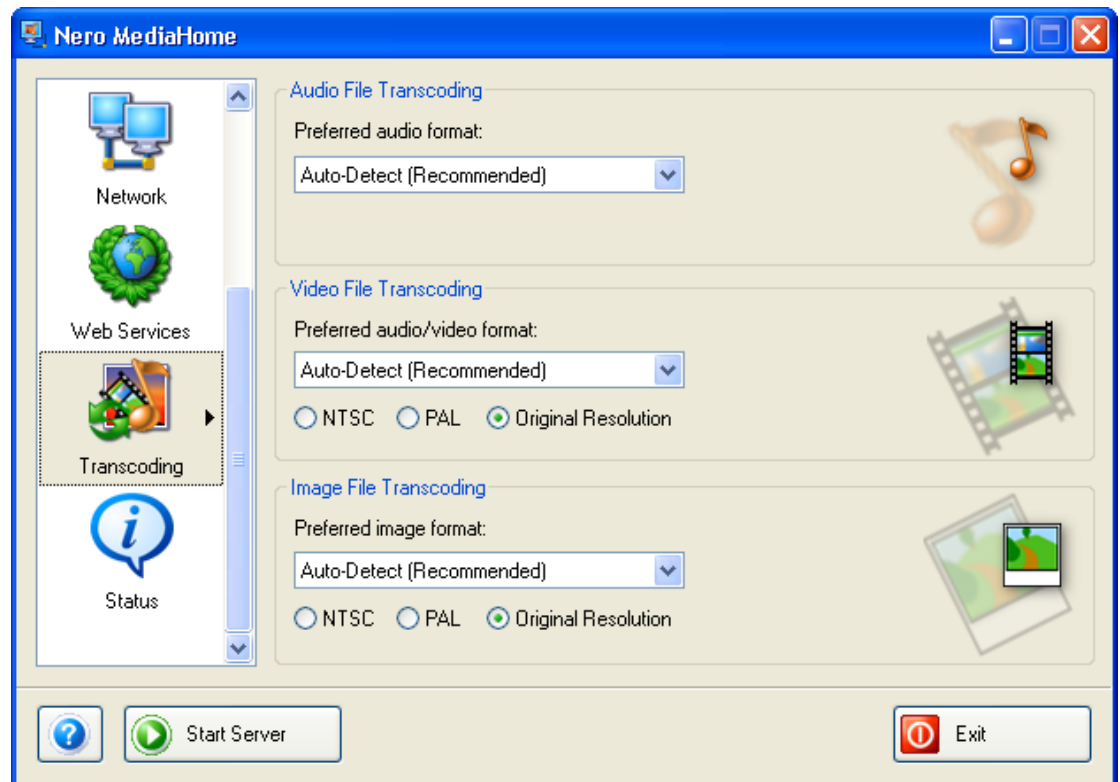 Nero MediaHome
Network
Web Services
Transcoding
Status
Audio File Transcoding
Preferred audio format:
Auto-Detect (Recommended)
Video File Transcoding
Preferred audio/video format:
Auto-Detect (Recommended)
NTSC PAL Original Resolution
Image File Transcoding
Preferred image format:
Auto-Detect (Recommended)
NTSC PAL Original Resolution
Start Server
Exit